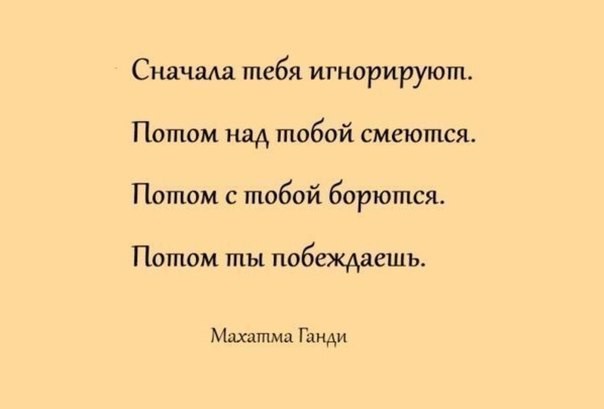 Сначала тебя игнорируют.
Потом над тобой смеются.
Потом с тобой борются.
Потом ты побеждаешь.
Махатма Ганди